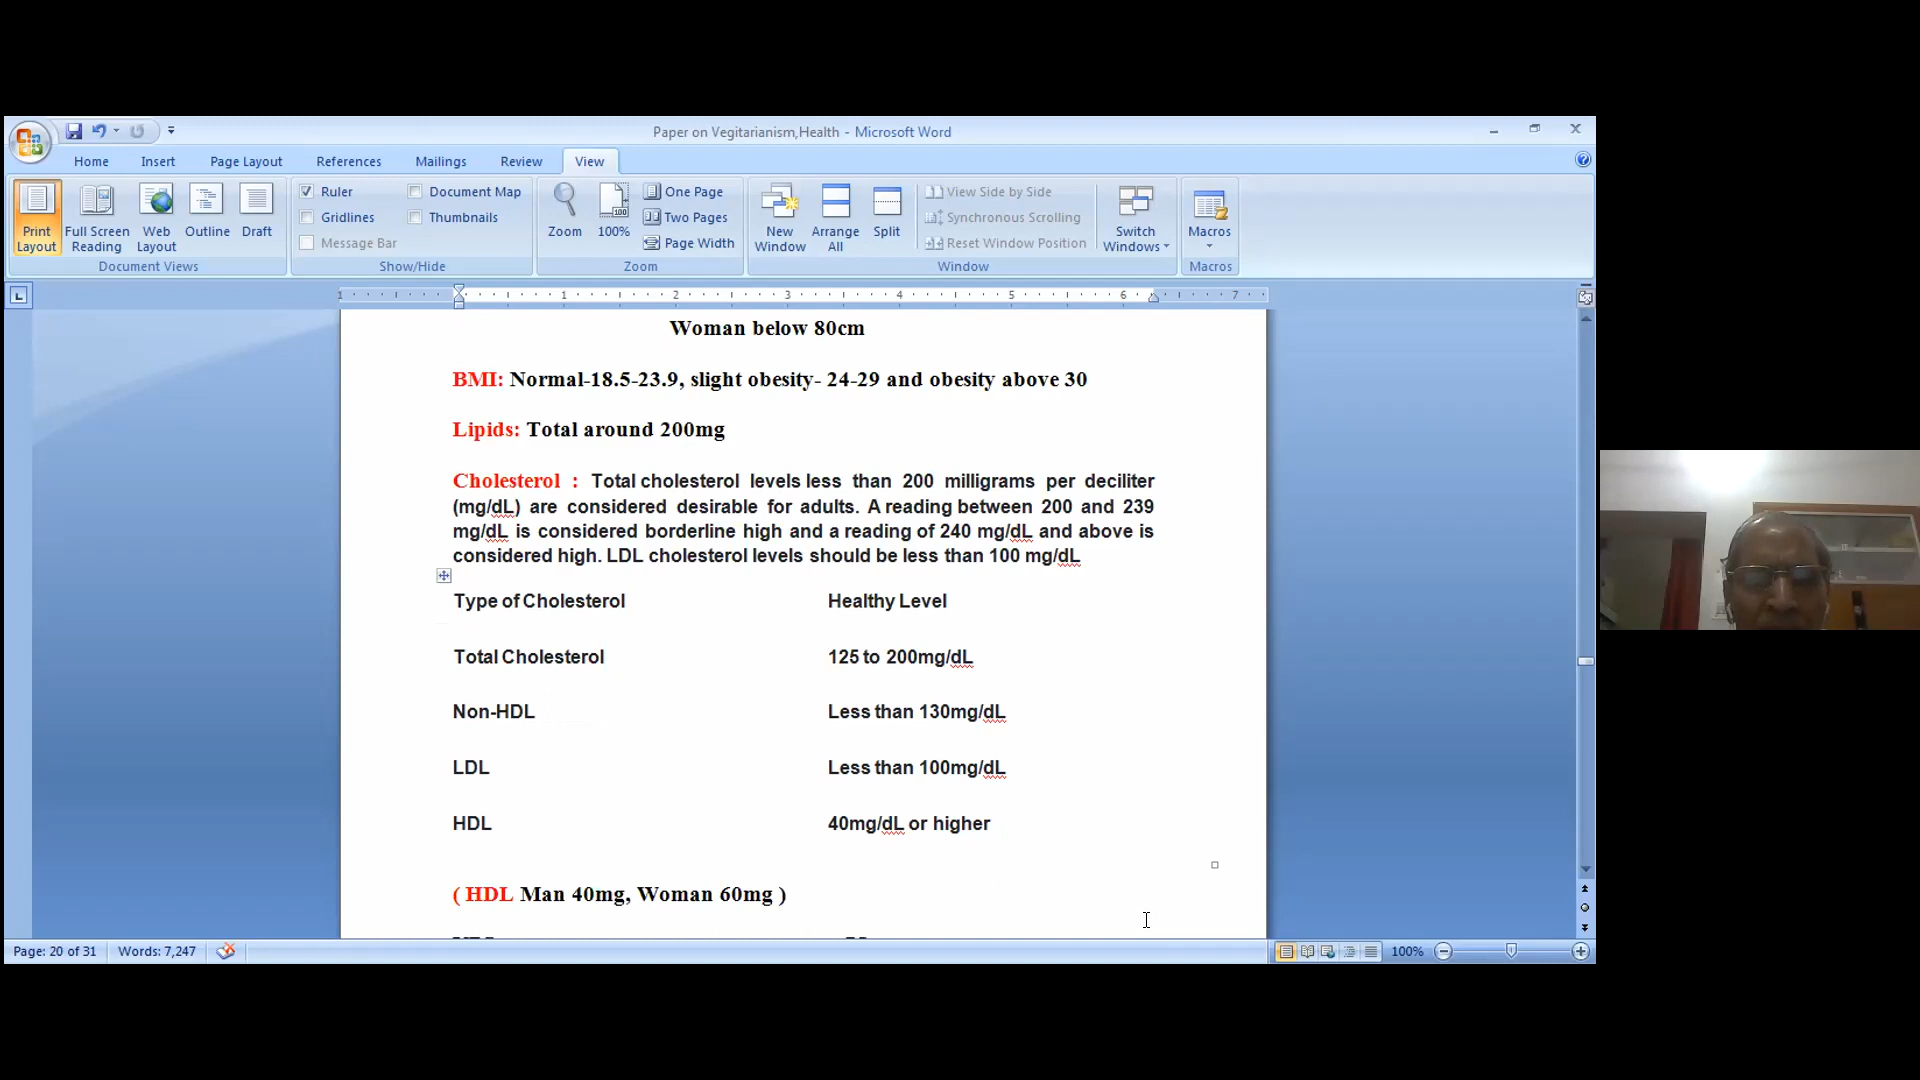 Paper on Vegitarianism,Health - Microsoft Word
Home Insert Page Layout References Mailings Review View
Print Layout
Full Screen Reading
Web Layout
Outline
Draft
Document Views
Ruler
Gridlines
Message Bar
Document Map
Thumbnails
Show/Hide
Zoom
100%
One Page
Two Pages
Page Width
Zoom
New Window
Arrange All
Split
View Side by Side
Synchronous Scrolling
Reset Window Position
Window
Switch Windows
Macros
Macros
1 1 2 3 4 5 6 7
Woman below 80cm
BMI: Normal-18.5-23.9, slight obesity- 24-29 and obesity above 30
Lipids: Total around 200mg
Cholesterol : Total cholesterol levels less than 200 milligrams per deciliter
(mg/dL) are considered desirable for adults. A reading between 200 and 239
mg/dL is considered borderline high and a reading of 240 mg/dL and above is
considered high. LDL cholesterol levels should be less than 100 mg/dL
Type of Cholesterol Healthy Level
Total Cholesterol 125 to 200mg/dL
Non-HDL Less than 130mg/dL
LDL Less than 100mg/dL
HDL 40mg/dL or higher
( HDL Man 40mg, Woman 60mg )
Page: 20 of 31 Words: 7,247 100%